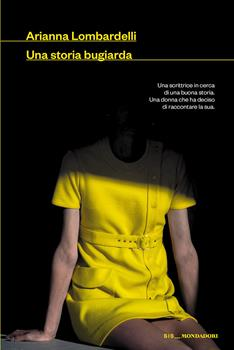 Arianna Lombardelli
Una storia bugiarda
Una scrittrice in cerca
di una buona storia.
Una donna che ha deciso
di raccontare la sua.
SIS__MONDADORI